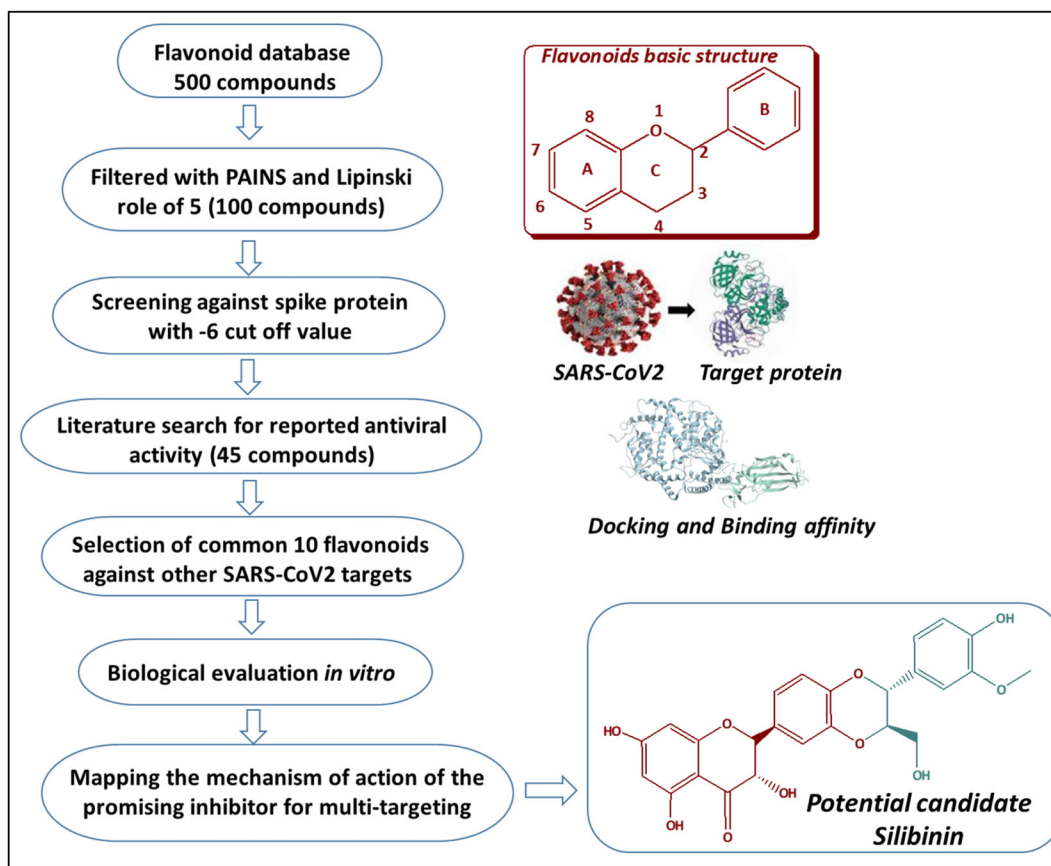 Flavonoid database
500 compounds
Filtered with PAINS and Lipinski
role of 5 (100 compounds)
Screening against spike protein
with -6 cut off value
Literature search for reported antiviral
activity (45 compounds)
Selection of common 10 flavonoids
against other SARS-CoV2 targets
Biological evaluation in vitro
Mapping the mechanism of action of the
promising inhibitor for multi-targeting
Flavonoids basic structure
B
1
8
O
7
2
A
C
3
6
5
4
SARS-CoV2
Target protein
Docking and Binding affinity
OH
O
O
O
HO
O
OH
OH
OH
O
Potential candidate
Silibinin